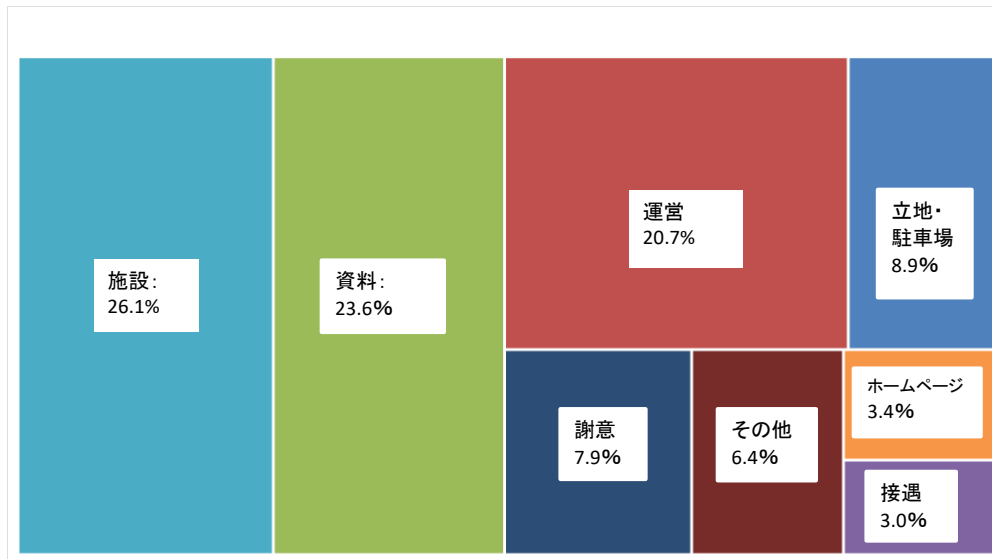 施設：
26.1%
資料：
23.6%
運営
20.7%
立地・
駐車場
8.9%
謝意
7.9%
その他
6.4%
ホームページ
3.4%
接遇
3.0%